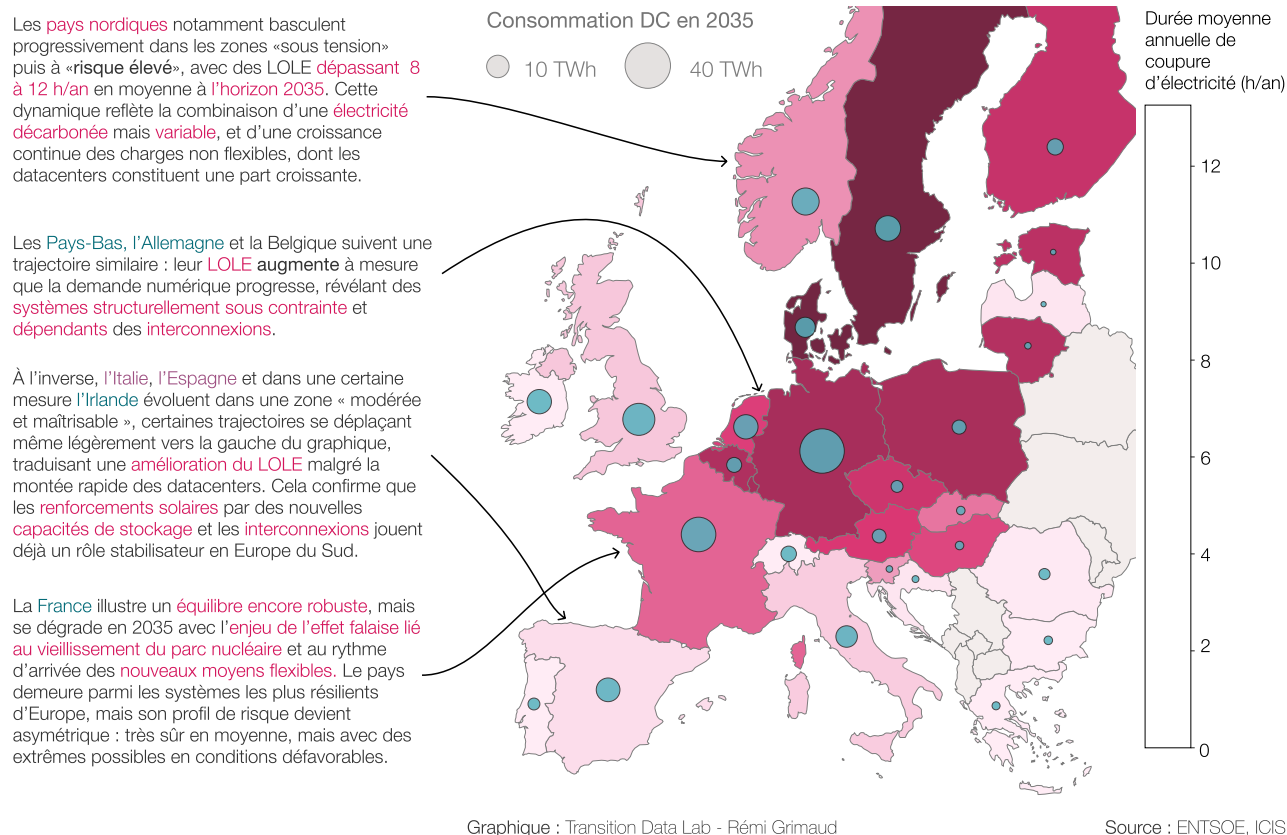 Les pays nordiques notamment basculent
progressivement dans les zones «sous tension»
puis à «risque élevé», avec des LOLE dépassant 8
à 12 h/an en moyenne à l’horizon 2035. Cette
dynamique reflète la combinaison d’une électricité
décarbonée mais variable, et d’une croissance
continue des charges non flexibles, dont les
datacenters constituent une part croissante.
Les Pays-Bas, l’Allemagne et la Belgique suivent une
trajectoire similaire : leur LOLE augmente à mesure
que la demande numérique progresse, révélant des
systèmes structurellement sous contrainte et
dépendants des interconnexions.
À l’inverse, l’Italie, l’Espagne et dans une certaine
mesure l’Irlande évoluent dans une zone « modérée
et maîtrisable », certaines trajectoires se déplaçant
même légèrement vers la gauche du graphique,
traduisant une amélioration du LOLE malgré la
montée rapide des datacenters. Cela confirme que
les renforcements solaires par des nouvelles
capacités de stockage et les interconnexions jouent
déjà un rôle stabilisateur en Europe du Sud.
La France illustre un équilibre encore robuste, mais
se dégrade en 2035 avec l’enjeu de l’effet falaise lié
au vieillissement du parc nucléaire et au rythme
d’arrivée des nouveaux moyens flexibles. Le pays
demeure parmi les systèmes les plus résilients
d’Europe, mais son profil de risque devient
asymétrique : très sûr en moyenne, mais avec des
extrêmes possibles en conditions défavorables.
Consommation DC en 2035
10 TWh
40 TWh
Durée moyenne
annuelle de
coupure
d’électricité (h/an)
12
10
8
6
4
2
0
Graphique : Transition Data Lab - Rémi Grimaud
Source : ENTSOE, ICIS